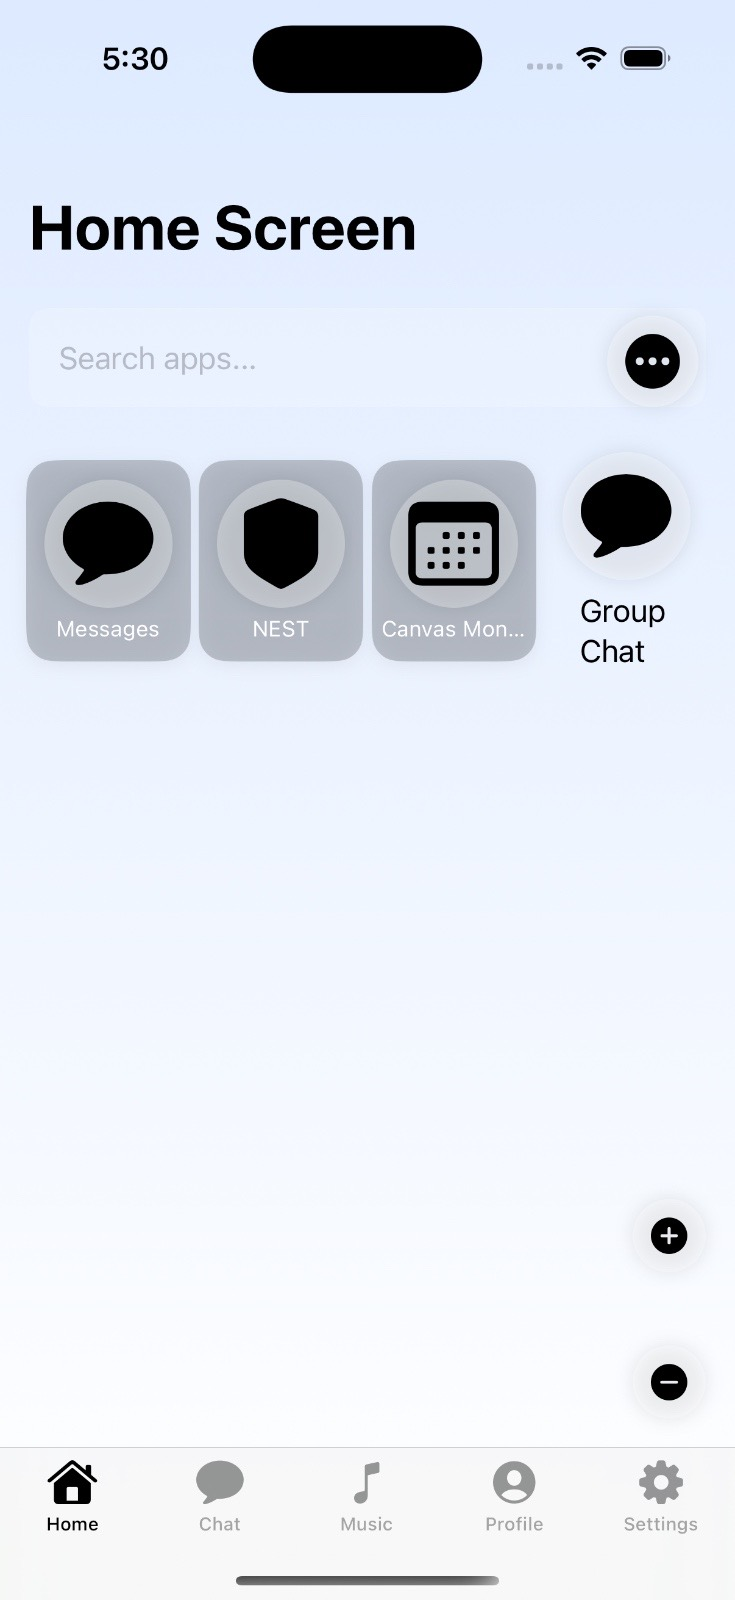 5:30
Home Screen
Search apps...
Messages
NEST
Canvas Mon...
Group
Chat
Home
Chat
Music
Profile
Settings